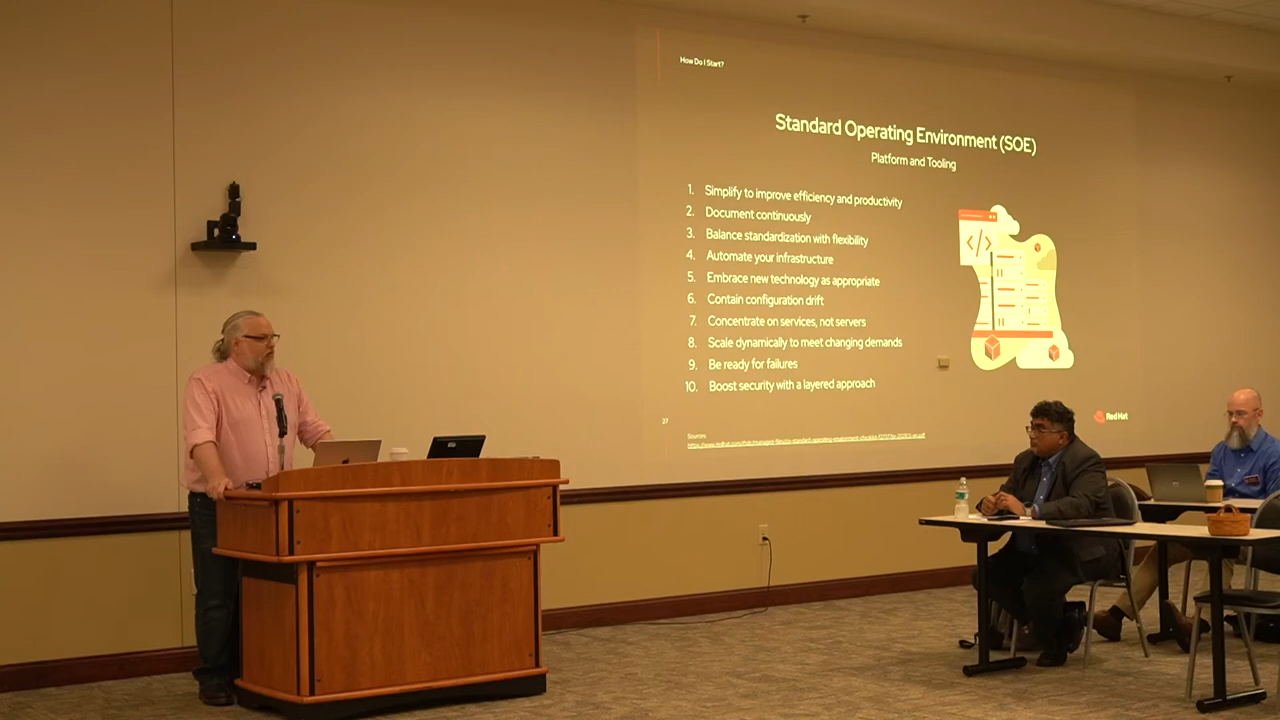 How Do I Start?
Standard Operating Environment (SOE)
Platform and Tooling
1. Simplify to improve efficiency and productivity
2. Document continuously
3. Balance standardization with flexibility
4. Automate your infrastructure
5. Embrace new technology as appropriate
6. Contain configuration drift
7. Concentrate on services, not servers
8. Scale dynamically to meet changing demands
9. Be ready for failures
10. Boost security with a layered approach
</>
27
Sources:
Red Hat